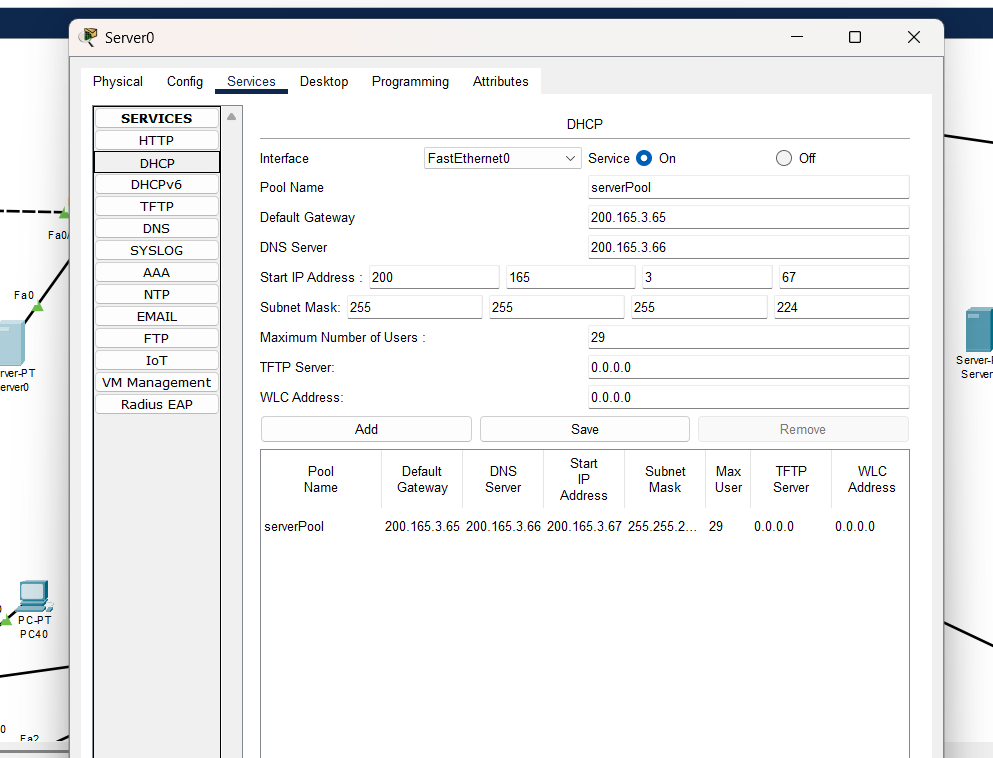 Server0
Physical Config Services Desktop Programming Attributes
SERVICES
HTTP
DHCP
DHCPv6
TFTP
DNS
SYSLOG
AAA
NTP
EMAIL
FTP
IoT
VM Management
Radius EAP
DHCP
Interface FastEthernet0 Service On Off
Pool Name serverPool
Default Gateway 200.165.3.65
DNS Server 200.165.3.66
Start IP Address : 200 165 3 67
Subnet Mask: 255 255 255 224
Maximum Number of Users : 29
TFTP Server: 0.0.0.0
WLC Address: 0.0.0.0
Add Save Remove
Pool Name Default Gateway DNS Server Start IP Address Subnet Mask Max User TFTP Server WLC Address
serverPool 200.165.3.65 200.165.3.66 200.165.3.67 255.255.2... 29 0.0.0.0 0.0.0.0
Fa0/
Fa0
rver-PT
erver0
PC-PT
PC40
0
Fa2
Server-
Server